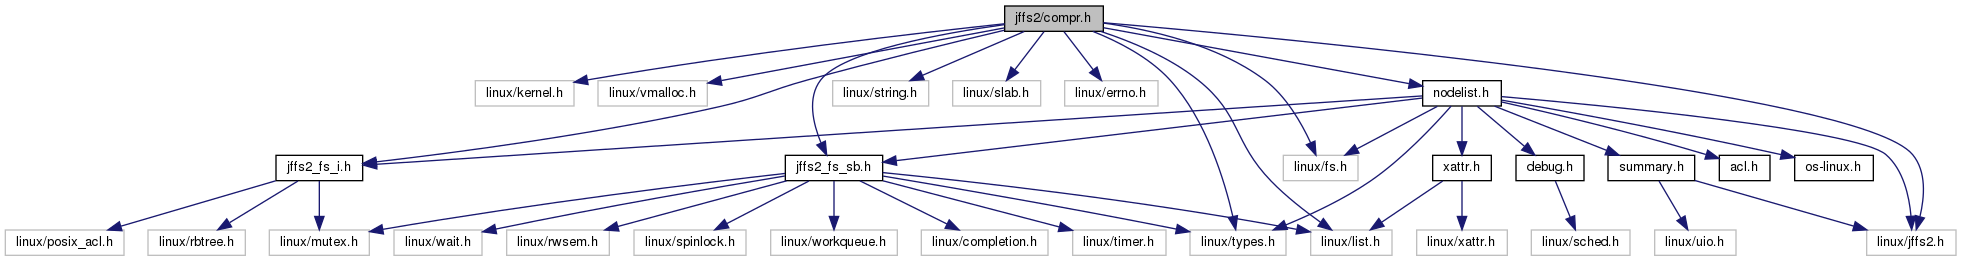 jffs2/compr.h
linux/kernel.h
linux/vmalloc.h
linux/string.h
linux/slab.h
linux/errno.h
nodelist.h
jffs2_fs_i.h
jffs2_fs_sb.h
linux/fs.h
xattr.h
debug.h
summary.h
acl.h
os-linux.h
linux/posix_acl.h
linux/rbtree.h
linux/mutex.h
linux/wait.h
linux/rwsem.h
linux/spinlock.h
linux/workqueue.h
linux/completion.h
linux/timer.h
linux/types.h
linux/list.h
linux/xattr.h
linux/sched.h
linux/uio.h
linux/jffs2.h